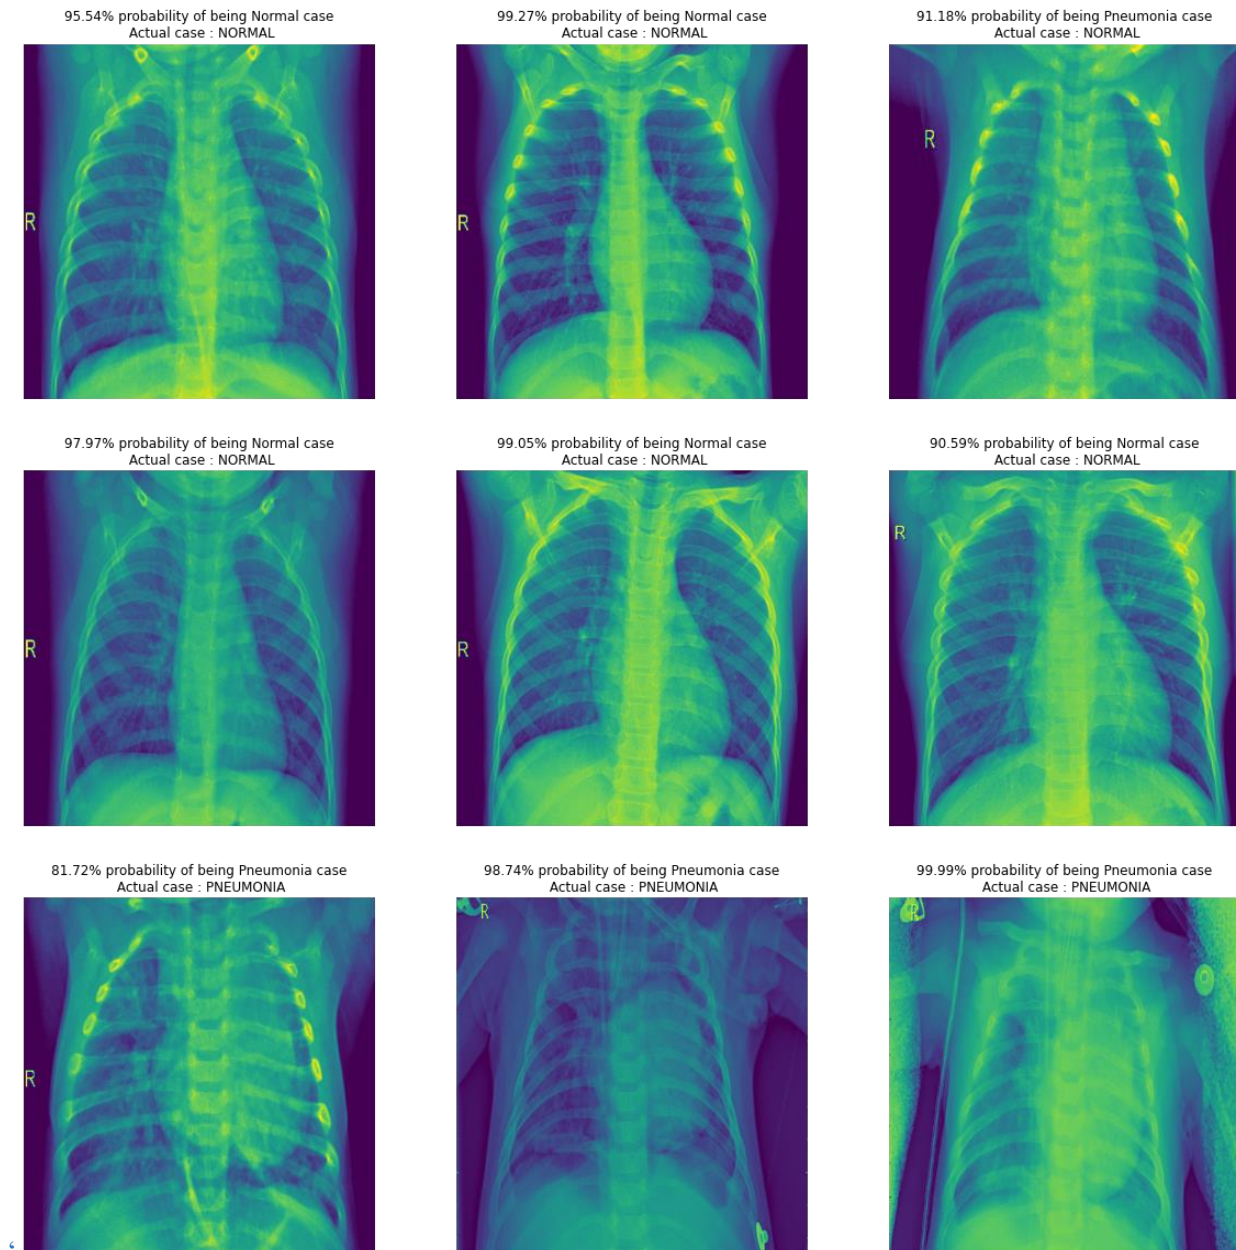 95.54% probability of being Normal case
Actual case : NORMAL
99.27% probability of being Normal case
Actual case : NORMAL
91.18% probability of being Pneumonia case
Actual case : NORMAL
R
R
R
97.97% probability of being Normal case
Actual case : NORMAL
99.05% probability of being Normal case
Actual case : NORMAL
90.59% probability of being Normal case
Actual case : NORMAL
R
R
R
81.72% probability of being Pneumonia case
Actual case : PNEUMONIA
98.74% probability of being Pneumonia case
Actual case : PNEUMONIA
99.99% probability of being Pneumonia case
Actual case : PNEUMONIA
R
R
R